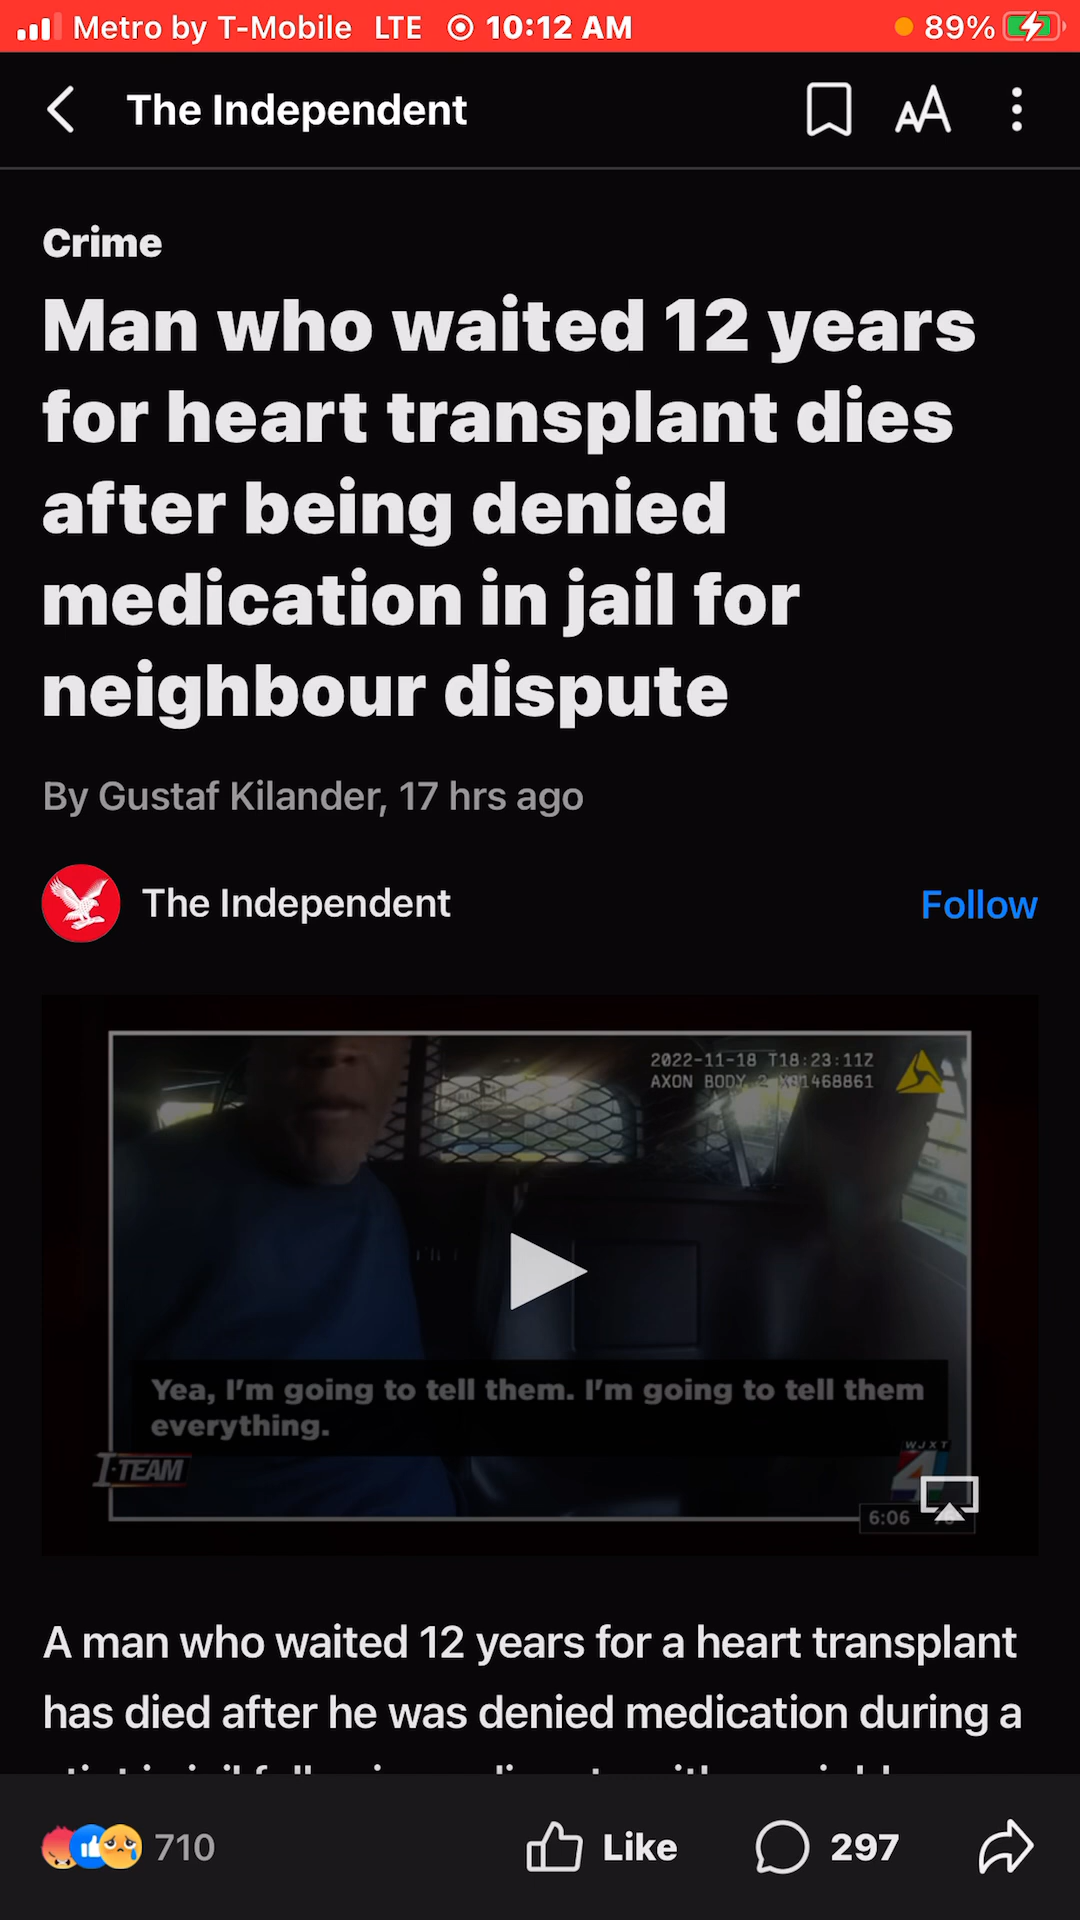 Metro by T-Mobile LTE 10:12 AM 89%
The Independent AA
Crime
Man who waited 12 years
for heart transplant dies
after being denied
medication in jail for
neighbour dispute
By Gustaf Kilander, 17 hrs ago
The Independent Follow
2022-11-18 T18:23:11Z
AXON BODY 2
Yea, I'm going to tell them. I'm going to tell them
everything.
I-TEAM
WJXT
4
6:06
A man who waited 12 years for a heart transplant
has died after he was denied medication during a
710 Like 297